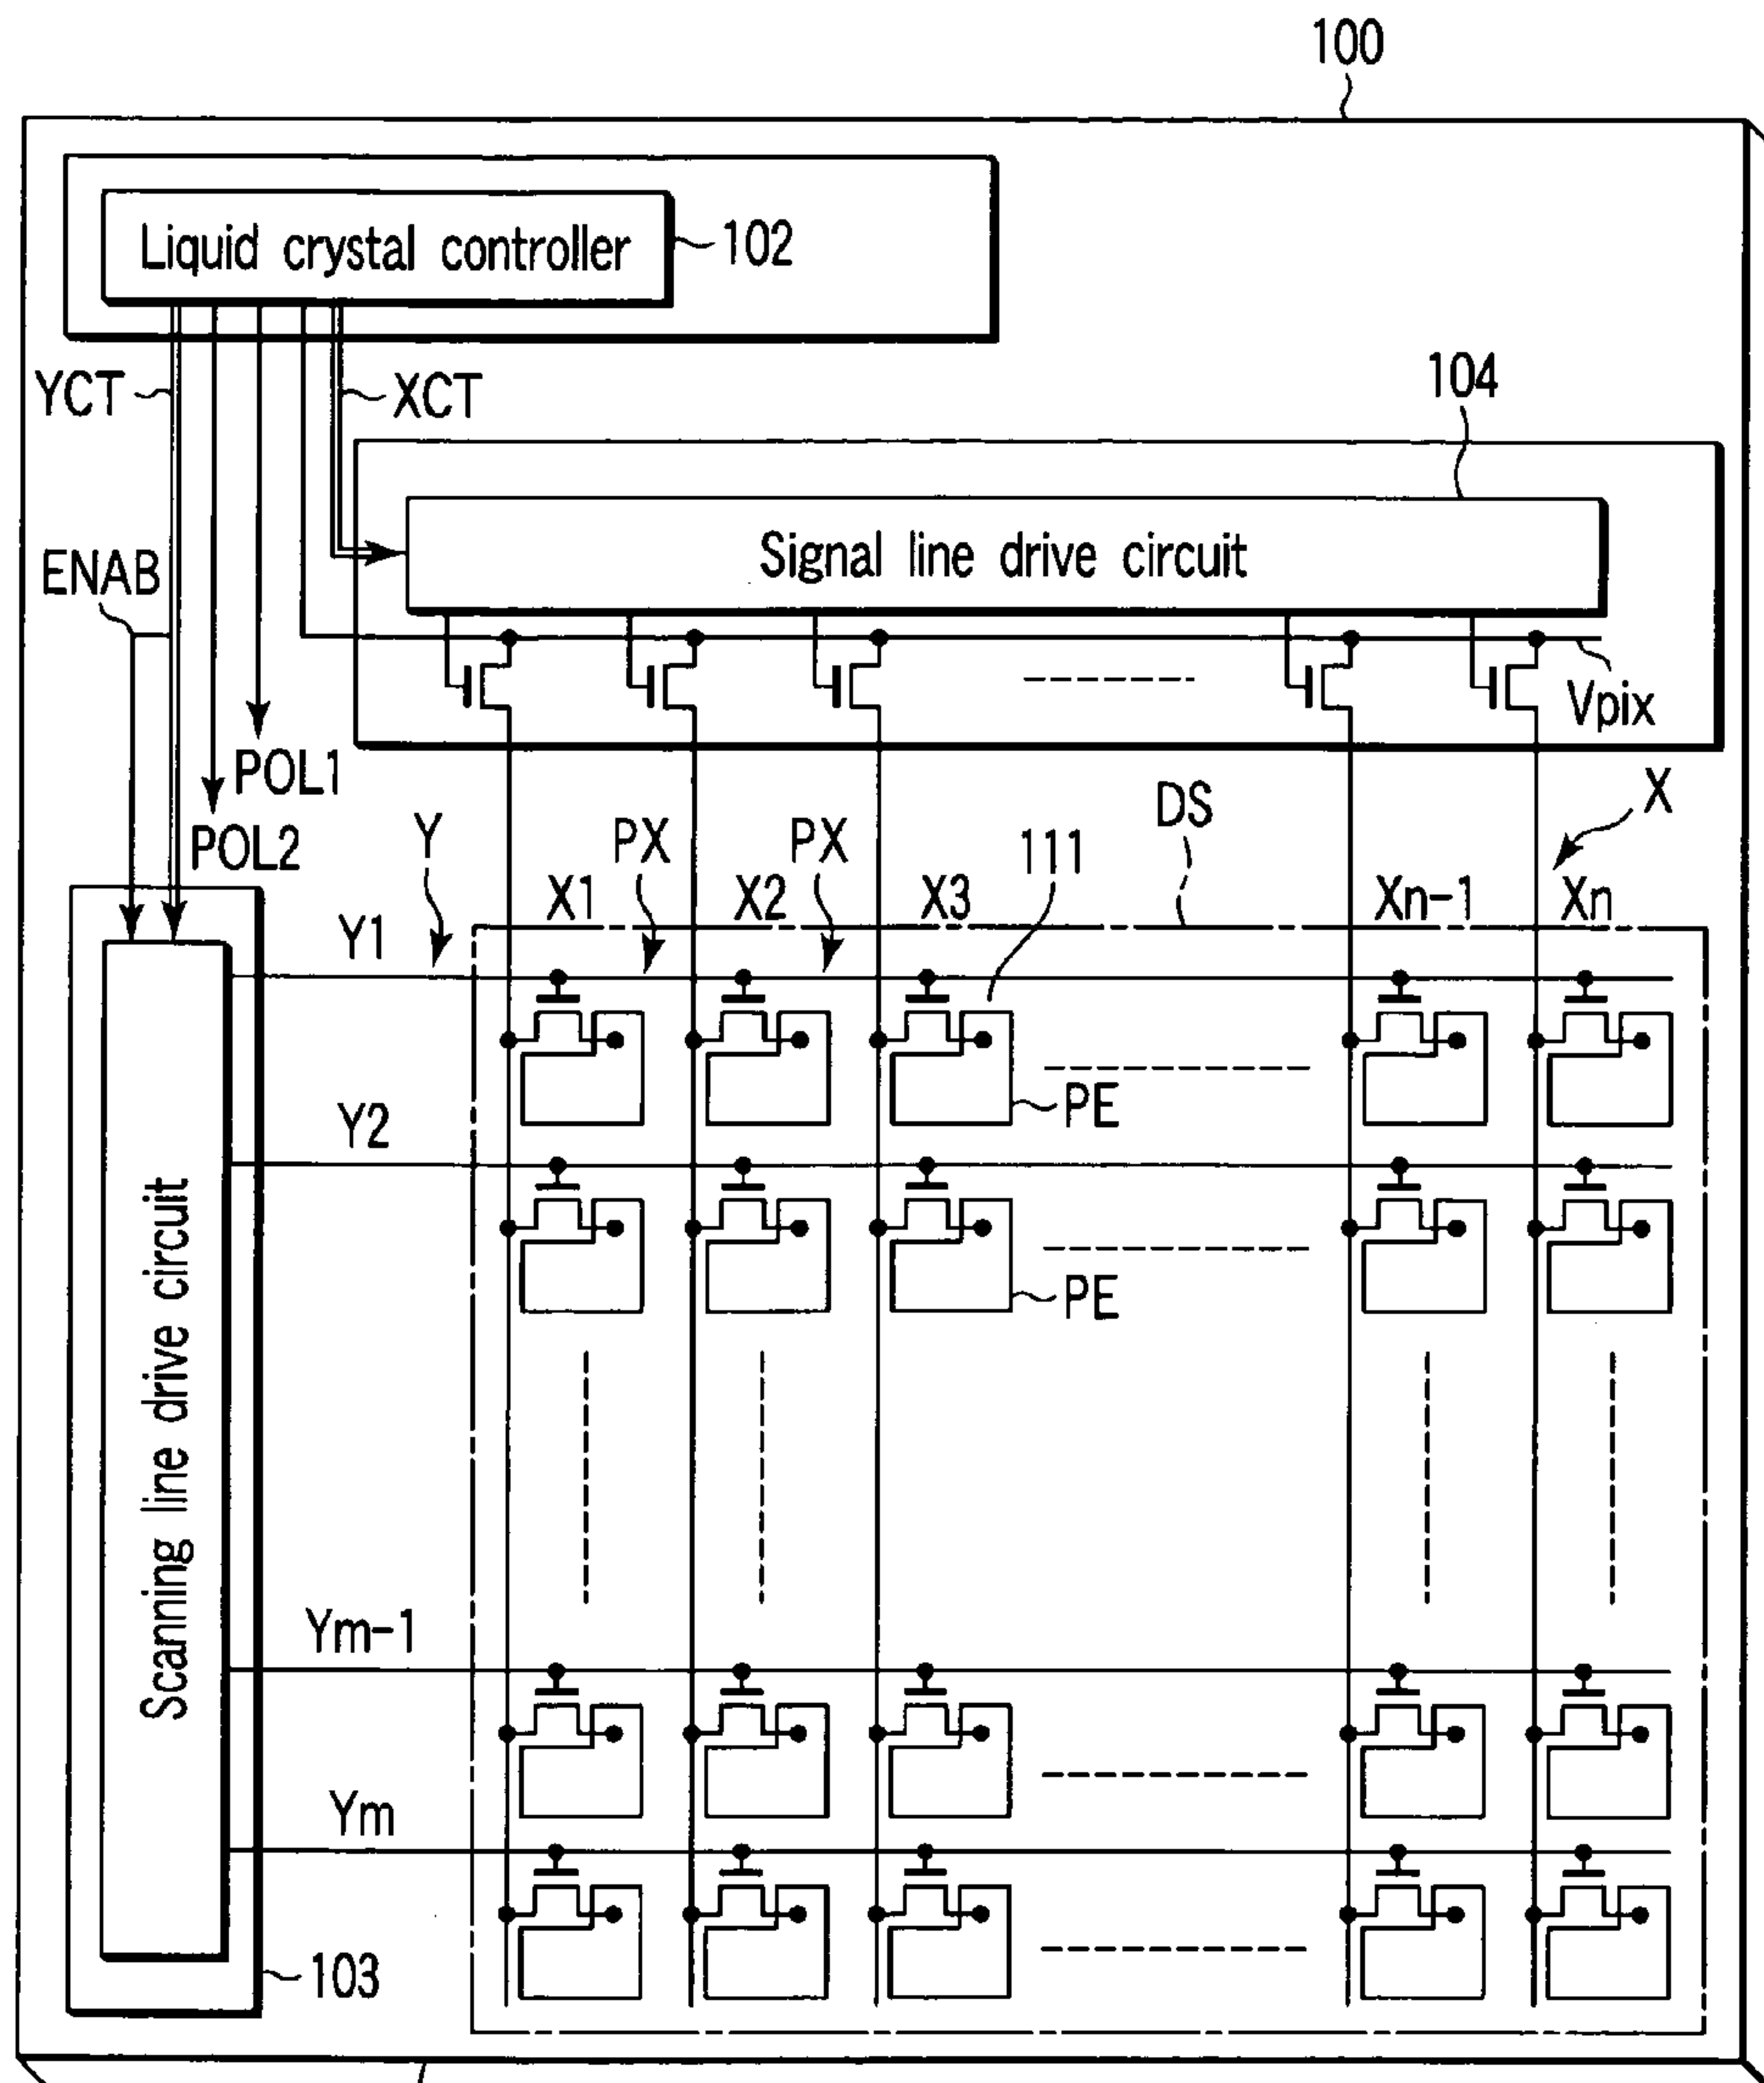 100
Liquid crystal controller
102
YCT
XCT
104
ENAB
Signal line drive circuit
Vpix
POL1
POL2
Y
PX
PX
111
DS
X
X1
X2
X3
Xn-1
Xn
Y1
PE
Y2
PE
Scanning line drive circuit
Ym-1
Ym
103